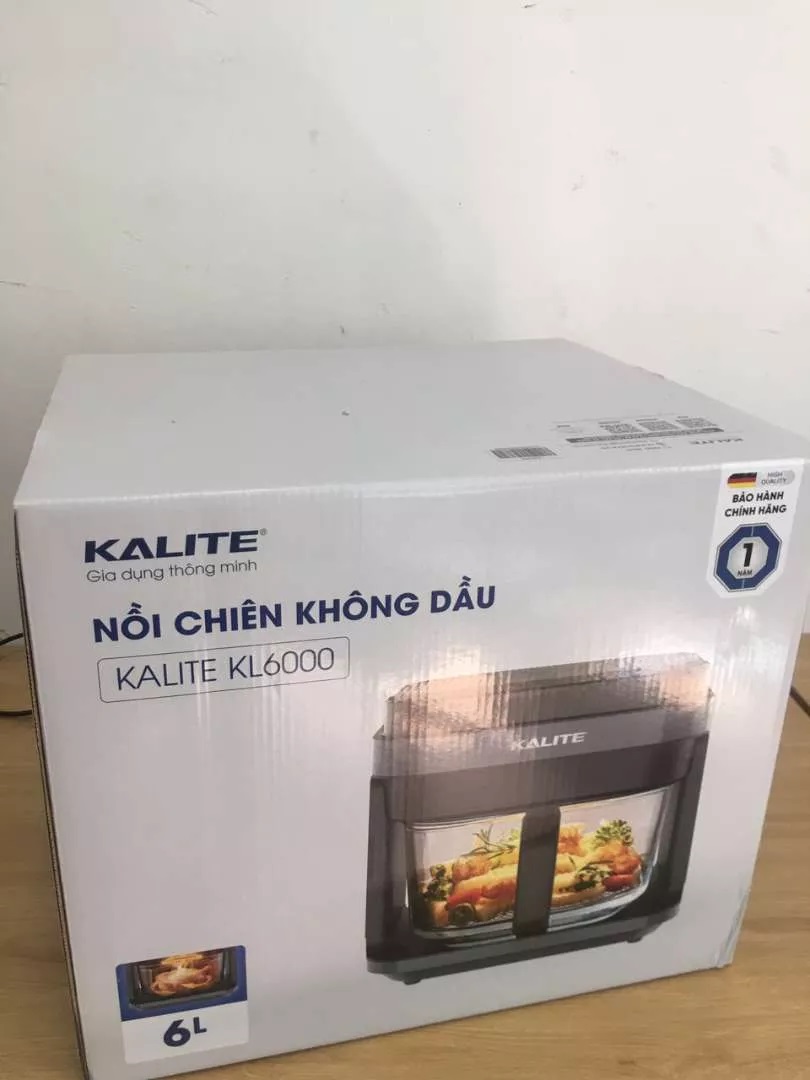 KALITE
HIGH
QUALITY
BẢO HÀNH
CHÍNH HÃNG
1
NĂM
KALITE®
Gia dụng thông minh
NỒI CHIÊN KHÔNG DẦU
KALITE KL6000
KALITE
6L